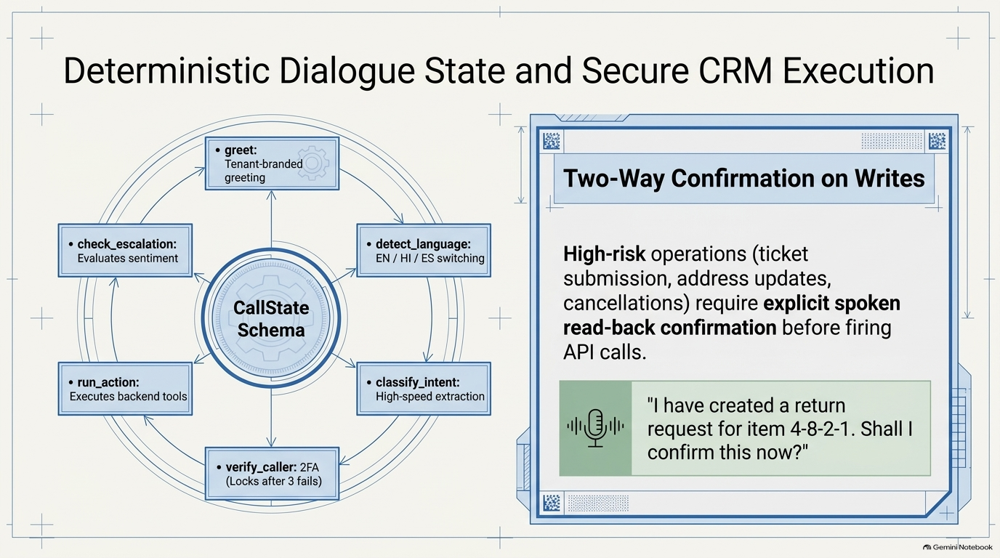 Deterministic Dialogue State and Secure CRM Execution
• greet:
Tenant-branded
greeting
• check_escalation:
Evaluates sentiment
• detect_language:
EN / HI / ES switching
CallState
Schema
• run_action:
Executes backend tools
• classify_intent:
High-speed extraction
• verify_caller: 2FA
(Locks after 3 fails)
Two-Way Confirmation on Writes
High-risk operations (ticket
submission, address updates,
cancellations) require explicit spoken
read-back confirmation before firing
API calls.
"I have created a return
request for item 4-8-2-1. Shall I
confirm this now?"
Gemini Notebook